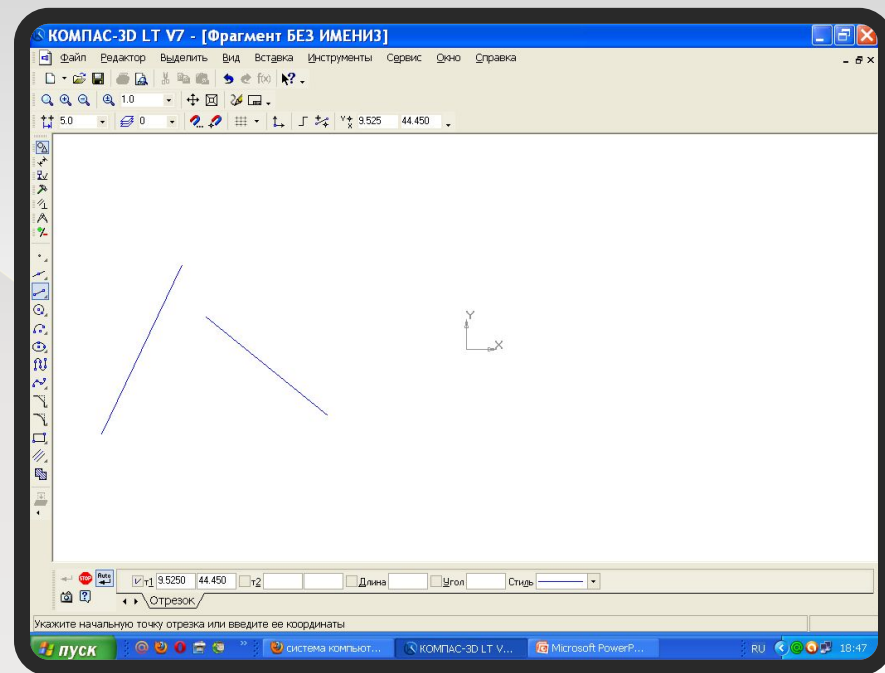 КОМПАС-3D LT V7 - [Фрагмент БЕЗ ИМЕНИ3]
Файл Редактор Выделить Вид Вставка Инструменты Сервис Окно Справка
f(x)
1.0
5.0 0 Y X 9.525 44.450
Y
X
STOP Auto т1 9.5250 44.450 т2 Длина Угол Стиль
Отрезок
Укажите начальную точку отрезка или введите ее координаты
пуск система компьют... КОМПАС-3D LT V... Microsoft PowerP... RU 18:47